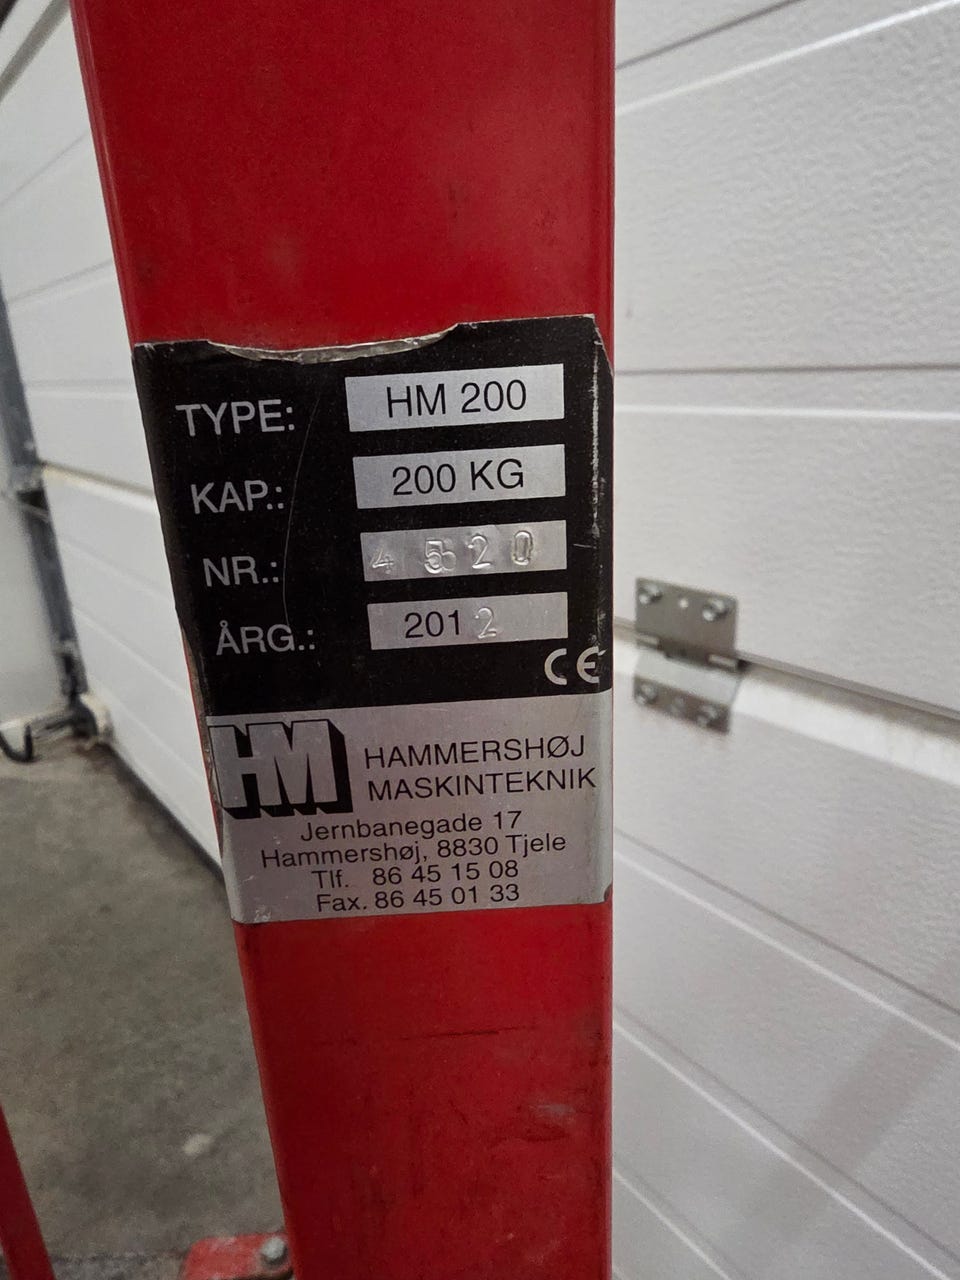 TYPE: HM 200
KAP.: 200 KG
NR.: 4520
ÅRG.: 2012
CE
HM HAMMERSHØJ
MASKINTEKNIK
Jernbanegade 17
Hammershøj, 8830 Tjele
Tlf. 86 45 15 08
Fax. 86 45 01 33